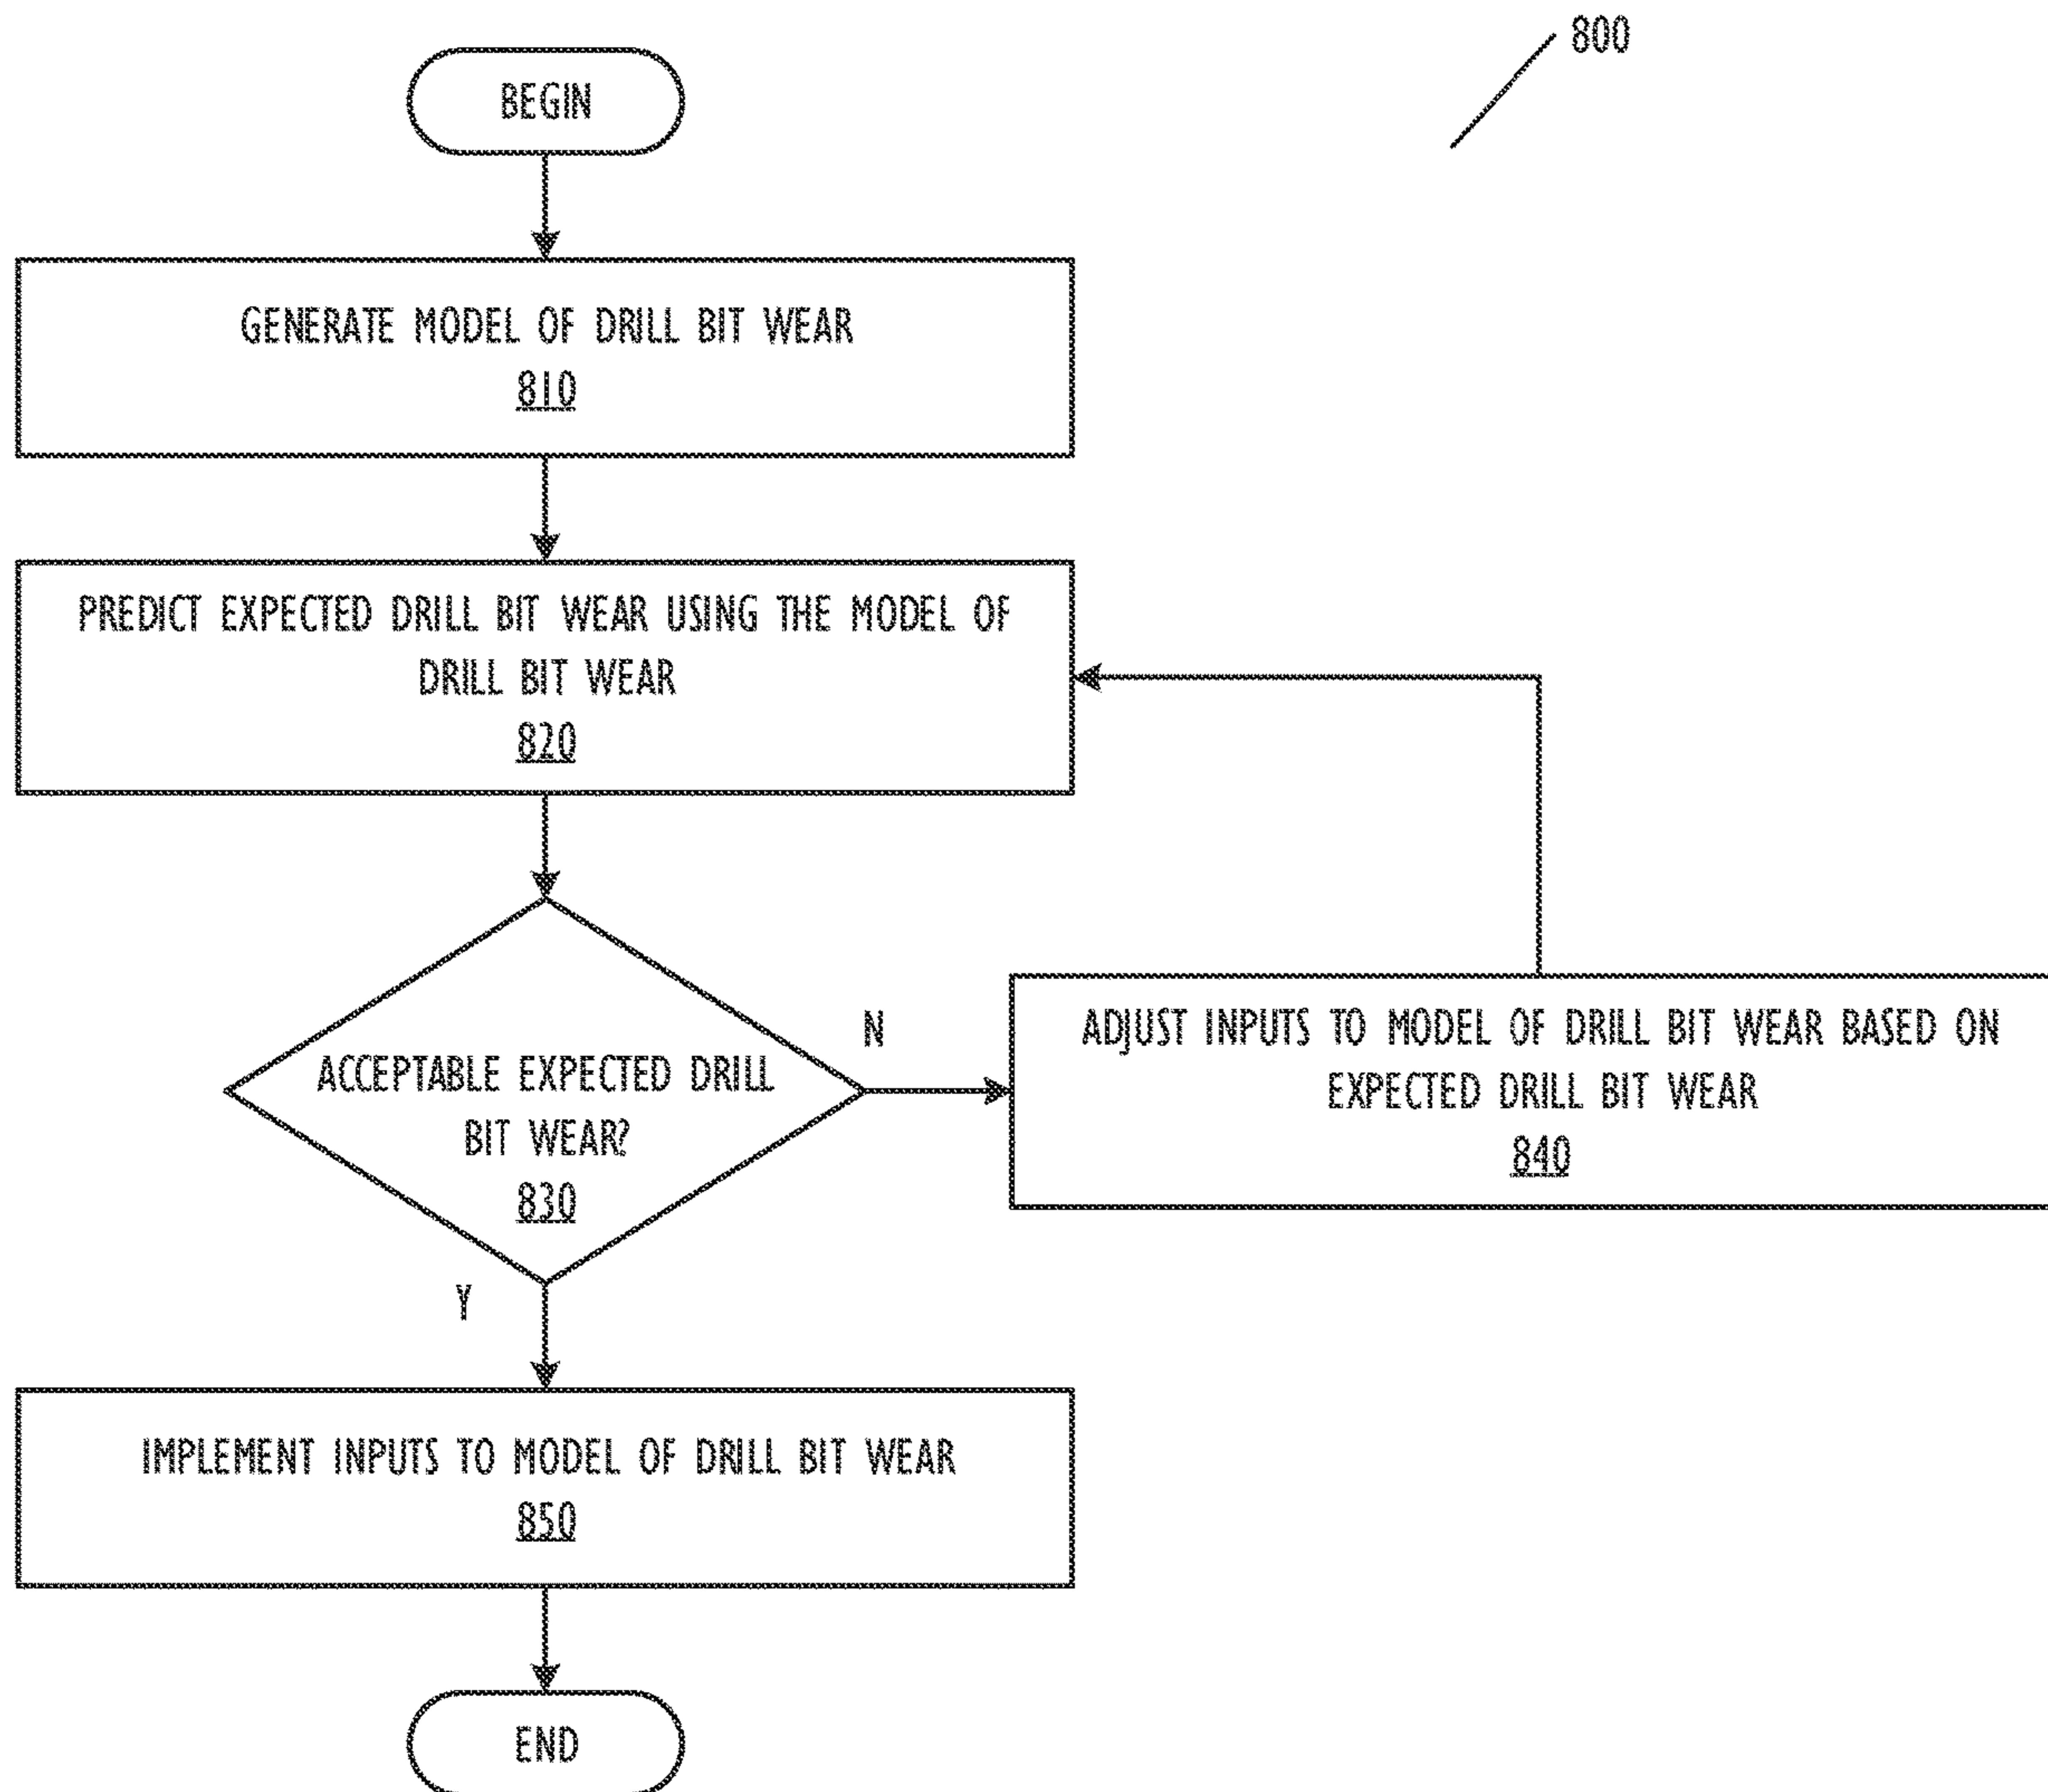 800
BEGIN
GENERATE MODEL OF DRILL BIT WEAR
810
PREDICT EXPECTED DRILL BIT WEAR USING THE MODEL OF
DRILL BIT WEAR
820
ACCEPTABLE EXPECTED DRILL
BIT WEAR?
830
N
ADJUST INPUTS TO MODEL OF DRILL BIT WEAR BASED ON
EXPECTED DRILL BIT WEAR
840
Y
IMPLEMENT INPUTS TO MODEL OF DRILL BIT WEAR
850
END